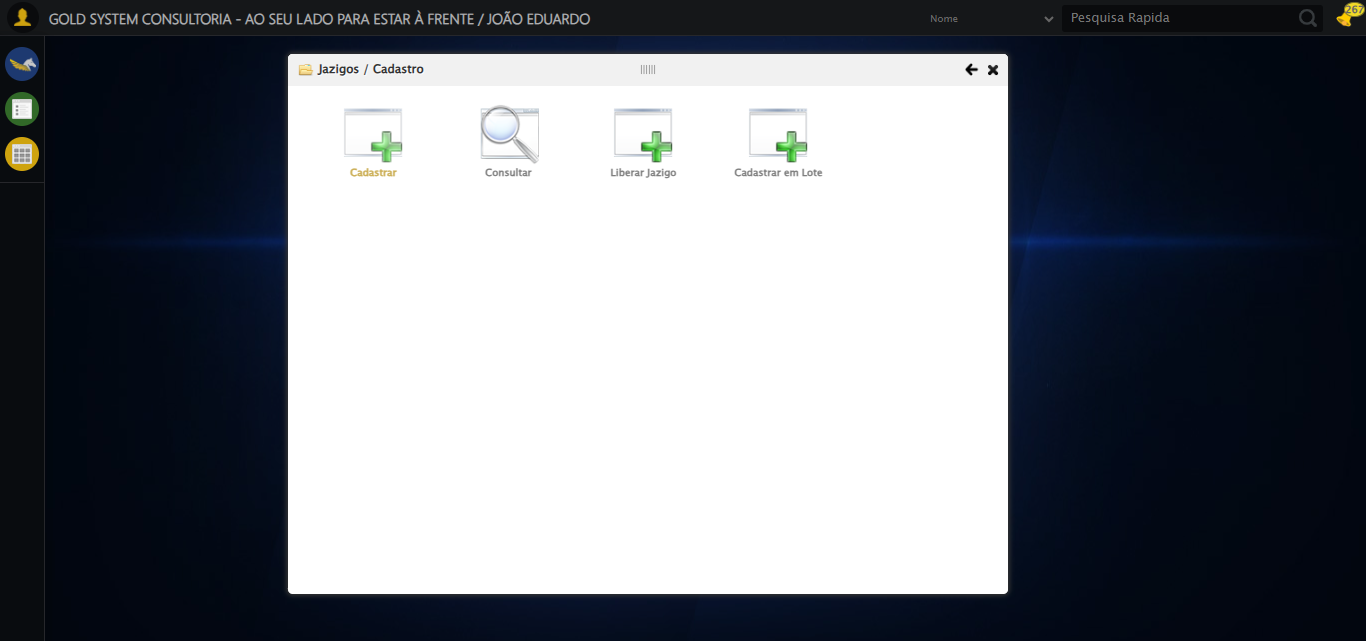 GOLD SYSTEM CONSULTORIA - AO SEU LADO PARA ESTAR À FRENTE / JOÃO EDUARDO
Nome
Pesquisa Rapida
267
Jazigos / Cadastro
Cadastrar
Consultar
Liberar Jazigo
Cadastrar em Lote